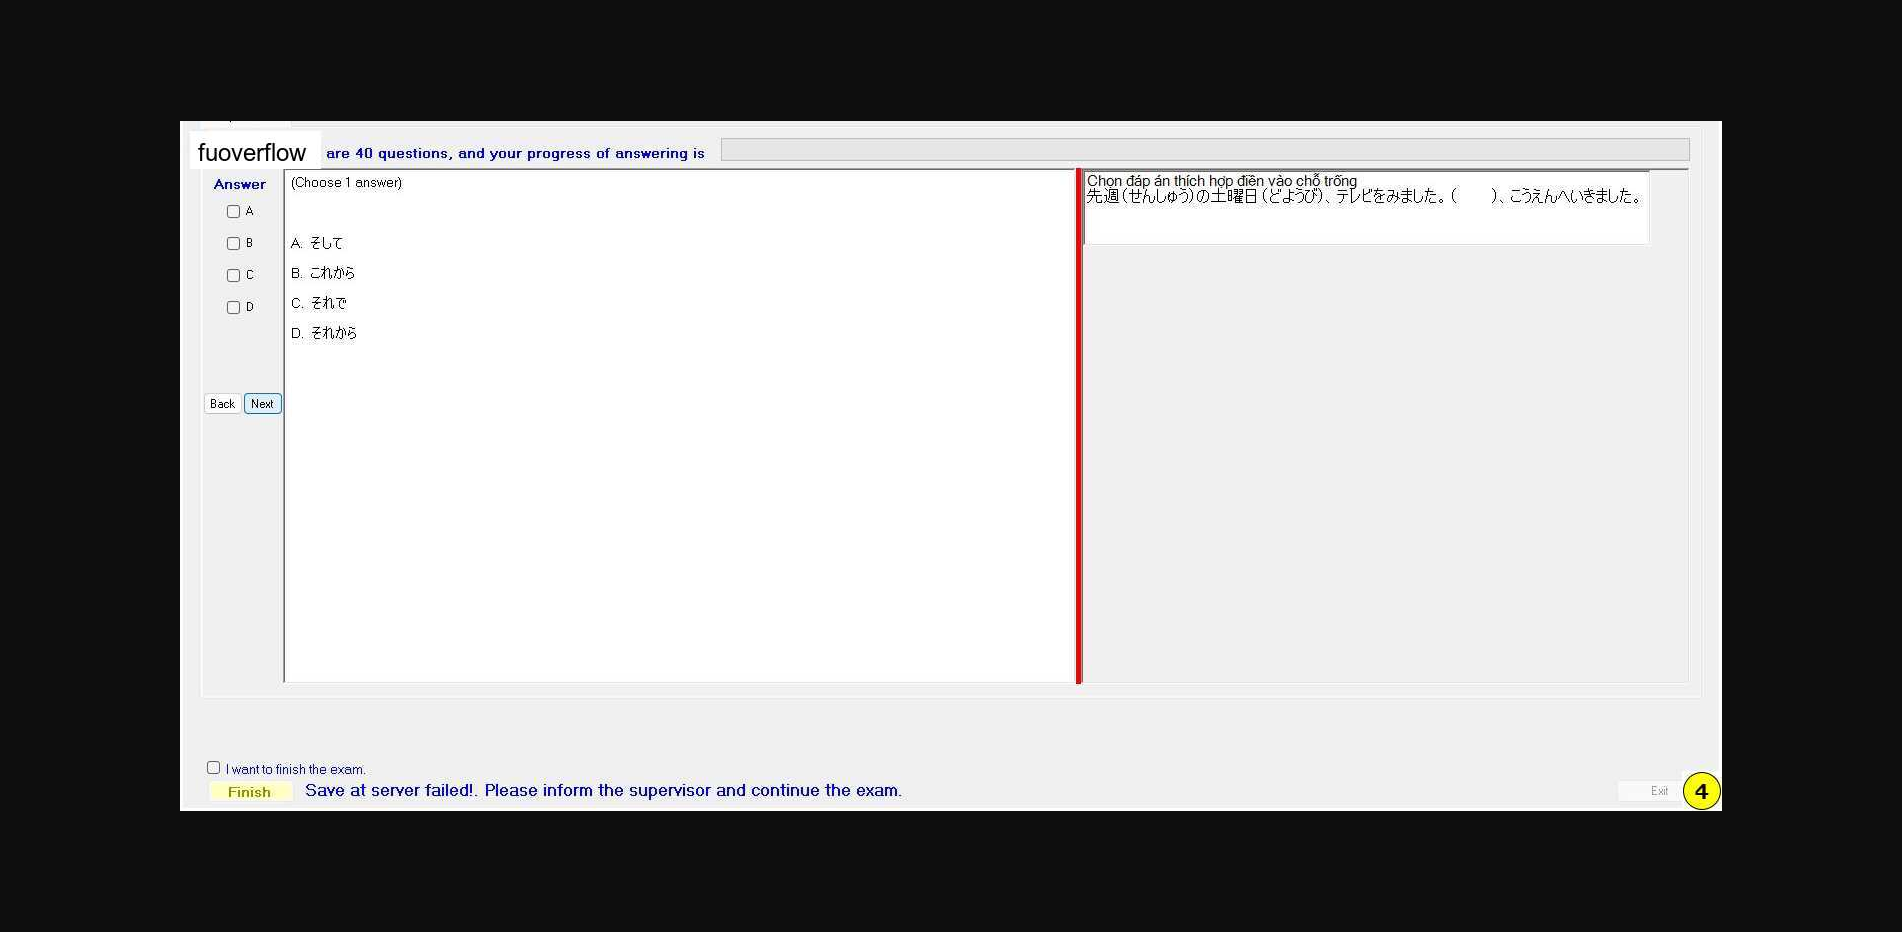 fuoverflow are 40 questions, and your progress of answering is
Answer
A
B
C
D
Back Next
(Choose 1 answer)
A. そして
B. これから
C. それで
D. それから
Chọn đáp án thích hợp điền vào chỗ trống
先週(せんしゅう)の土曜日(どようび)、テレビをみました。(　　)、こうえんへいきました。
I want to finish the exam.
Finish Save at server failed!. Please inform the supervisor and continue the exam.
Exit 4